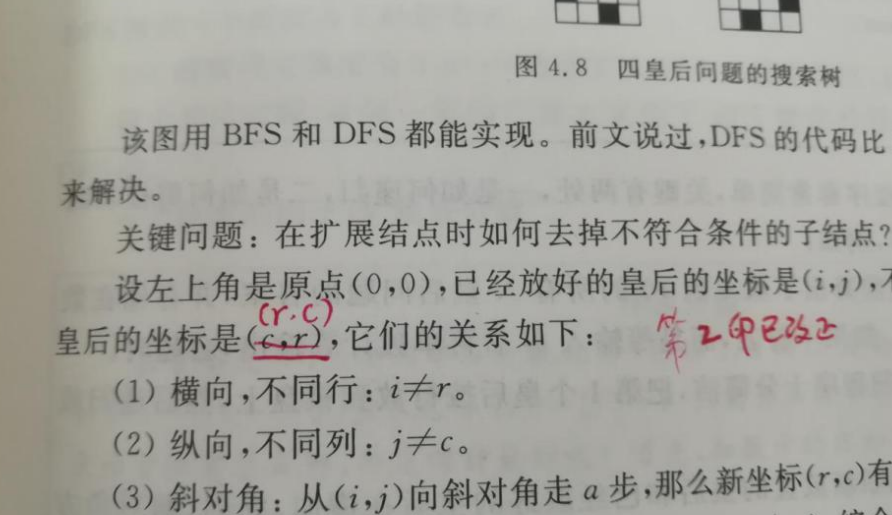 图 4.8 四皇后问题的搜索树
该图用 BFS 和 DFS 都能实现。前文说过,DFS 的代码比
来解决。
关键问题:在扩展结点时如何去掉不符合条件的子结点?
设左上角是原点(0,0),已经放好的皇后的坐标是(i,j),不
(r,c)
皇后的坐标是(c,r),它们的关系如下: 第2印已改正
(1) 横向,不同行:i≠r。
(2) 纵向,不同列:j≠c。
(3) 斜对角:从(i,j)向斜对角走 a 步,那么新坐标(r,c)有